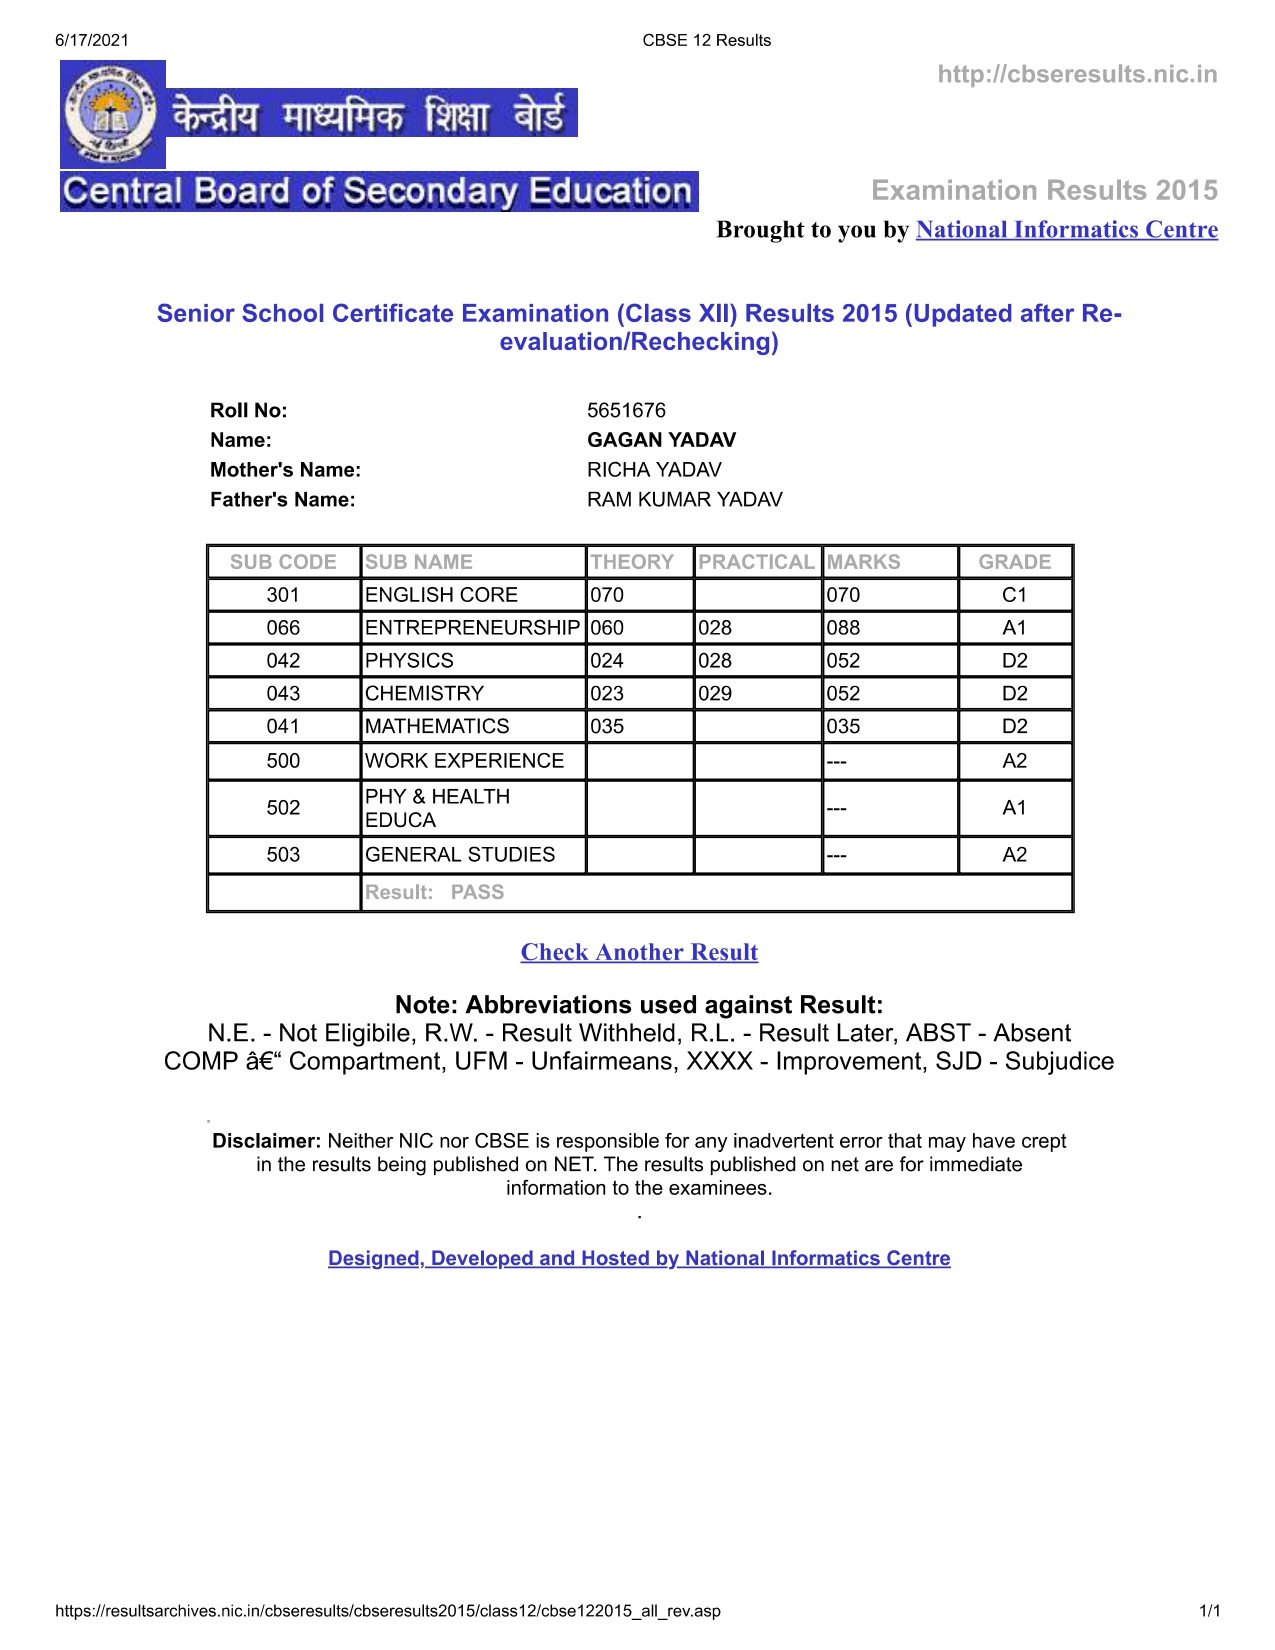 6/17/2021 CBSE 12 Results
http://cbseresults.nic.in
केन्द्रीय माध्यमिक शिक्षा बोर्ड
Central Board of Secondary Education
Examination Results 2015
Brought to you by National Informatics Centre
Senior School Certificate Examination (Class XII) Results 2015 (Updated after Re-
evaluation/Rechecking)
Roll No: 5651676
Name: GAGAN YADAV
Mother's Name: RICHA YADAV
Father's Name: RAM KUMAR YADAV
SUB CODE SUB NAME THEORY PRACTICAL MARKS GRADE
301 ENGLISH CORE 070 070 C1
066 ENTREPRENEURSHIP 060 028 088 A1
042 PHYSICS 024 028 052 D2
043 CHEMISTRY 023 029 052 D2
041 MATHEMATICS 035 035 D2
500 WORK EXPERIENCE --- A2
502 PHY & HEALTH EDUCA --- A1
503 GENERAL STUDIES --- A2
Result: PASS
Check Another Result
Note: Abbreviations used against Result:
N.E. - Not Eligibile, R.W. - Result Withheld, R.L. - Result Later, ABST - Absent
COMP â€“ Compartment, UFM - Unfairmeans, XXXX - Improvement, SJD - Subjudice
Disclaimer: Neither NIC nor CBSE is responsible for any inadvertent error that may have crept
in the results being published on NET. The results published on net are for immediate
information to the examinees.
.
Designed, Developed and Hosted by National Informatics Centre
https://resultsarchives.nic.in/cbseresults/cbseresults2015/class12/cbse122015_all_rev.asp 1/1